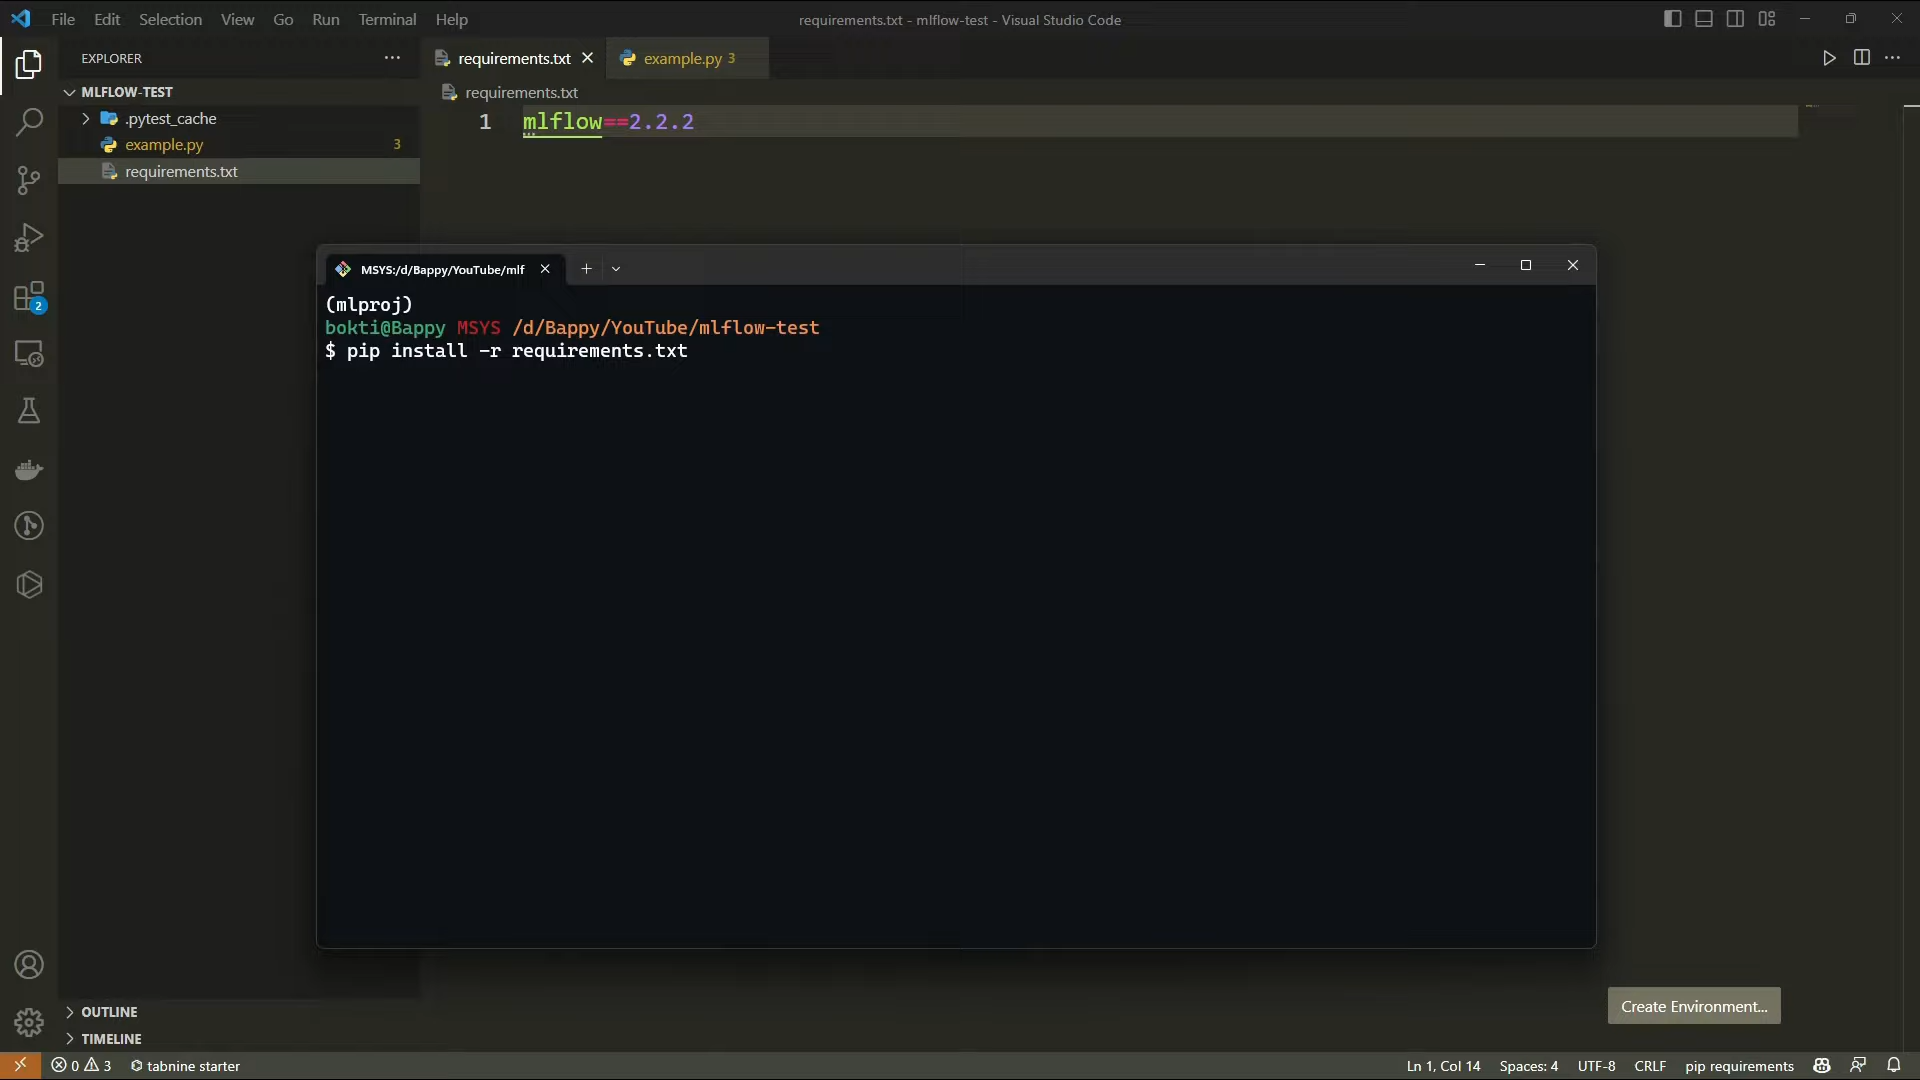 File Edit Selection View Go Run Terminal Help
requirements.txt - mlflow-test - Visual Studio Code
EXPLORER
requirements.txt
example.py 3
MLFLOW-TEST
requirements.txt
.pytest_cache
1 mlflow==2.2.2
example.py 3
requirements.txt
MSYS:/d/Bappy/YouTube/mlf
(mlproj)
bokti@Bappy MSYS /d/Bappy/YouTube/mlflow-test
$ pip install -r requirements.txt
2
Create Environment...
OUTLINE
TIMELINE
0 3 tabnine starter
Ln 1, Col 14 Spaces: 4 UTF-8 CRLF pip requirements